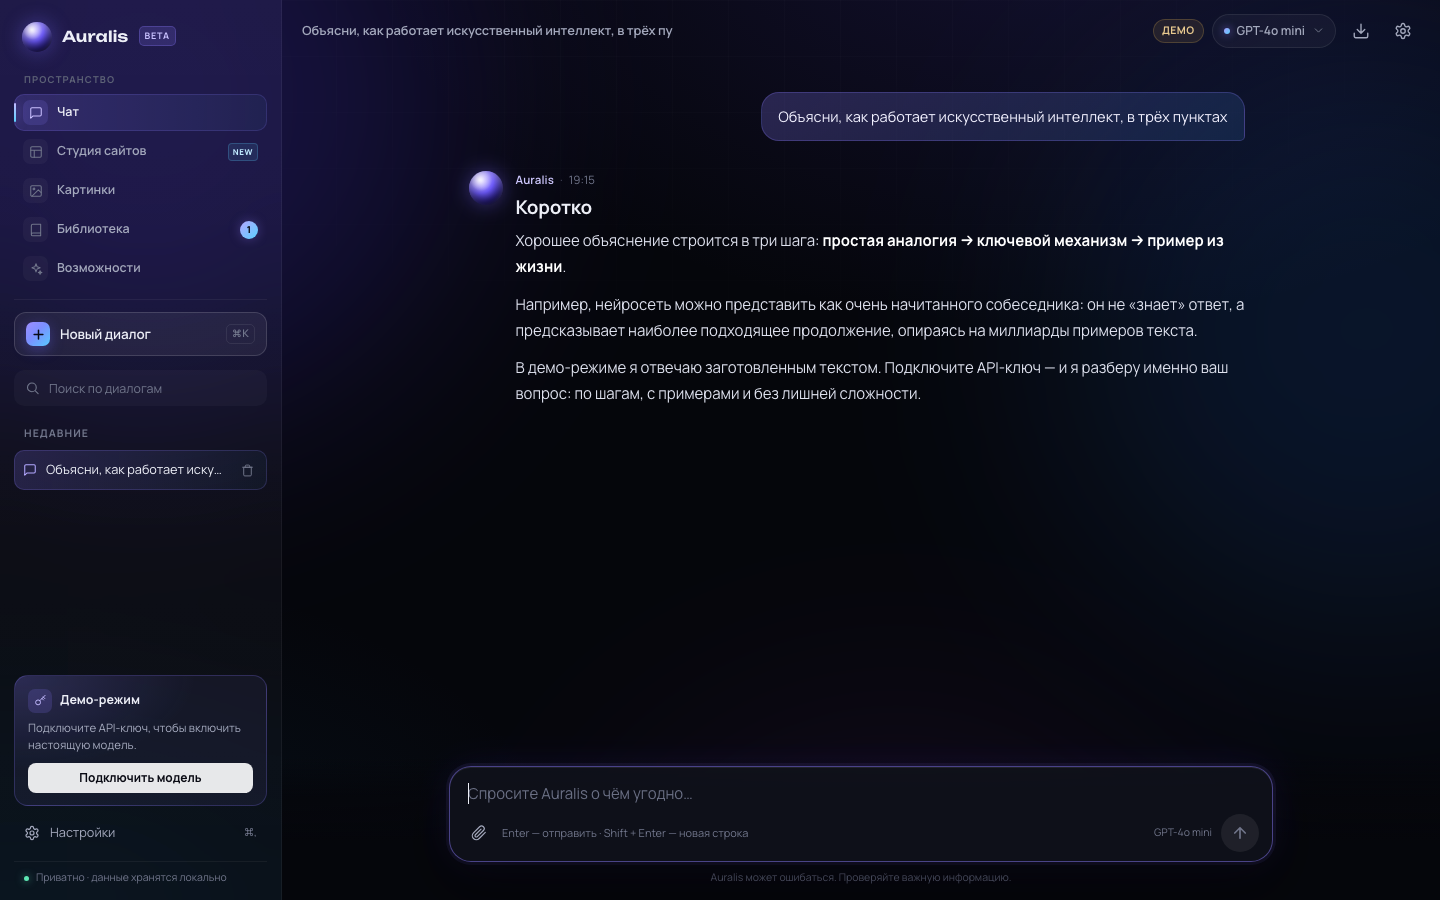 Auralis BETA
ПРОСТРАНСТВО
Чат
Студия сайтов NEW
Картинки
Библиотека 1
Возможности
Новый диалог ⌘K
Поиск по диалогам
НЕДАВНИЕ
Объясни, как работает иску...
Демо-режим
Подключите API-ключ, чтобы включить
настоящую модель.
Подключить модель
Настройки ⌘.
Приватно · данные хранятся локально
Объясни, как работает искусственный интеллект, в трёх пу
ДЕМО GPT-4o mini
Объясни, как работает искусственный интеллект, в трёх пунктах
Auralis · 19:15
Коротко
Хорошее объяснение строится в три шага: простая аналогия → ключевой механизм → пример из
жизни.
Например, нейросеть можно представить как очень начитанного собеседника: он не «знает» ответ, а
предсказывает наиболее подходящее продолжение, опираясь на миллиарды примеров текста.
В демо-режиме я отвечаю заготовленным текстом. Подключите API-ключ — и я разберу именно ваш
вопрос: по шагам, с примерами и без лишней сложности.
Спросите Auralis о чём угодно...
Enter — отправить · Shift + Enter — новая строка
GPT-4o mini
Auralis может ошибаться. Проверяйте важную информацию.